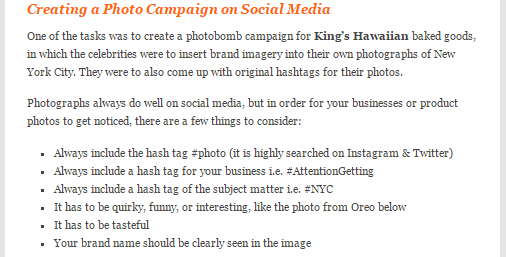 Creating a Photo Campaign on Social Media
One of the tasks was to create a photobomb campaign for King's Hawaiian baked goods,
in which the celebrities were to insert brand imagery into their own photographs of New
York City. They were to also come up with original hashtags for their photos.
Photographs always do well on social media, but in order for your businesses or product
photos to get noticed, there are a few things to consider:
▪ Always include the hash tag #photo (it is highly searched on Instagram & Twitter)
▪ Always include a hash tag for your business i.e. #AttentionGetting
▪ Always include a hash tag of the subject matter i.e. #NYC
▪ It has to be quirky, funny, or interesting, like the photo from Oreo below
▪ It has to be tasteful
▪ Your brand name should be clearly seen in the image